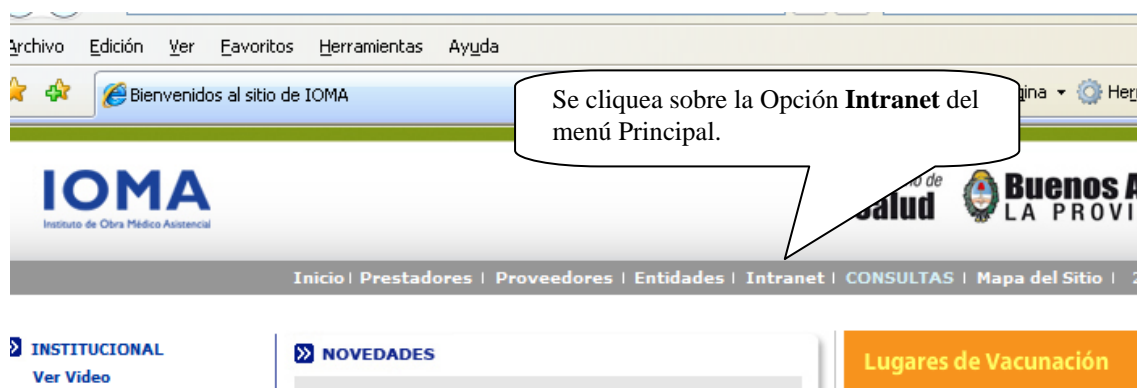 Archivo Edición Ver Favoritos Herramientas Ayuda
Bienvenidos al sitio de IOMA
Se cliquea sobre la Opción Intranet del
menú Principal.
IOMA
Instituto de Obra Médico Asistencial
de
Salud
Buenos A
LA PROVI
Inicio | Prestadores | Proveedores | Entidades | Intranet | CONSULTAS | Mapa del Sitio |
INSTITUCIONAL
Ver Video
NOVEDADES
Lugares de Vacunación